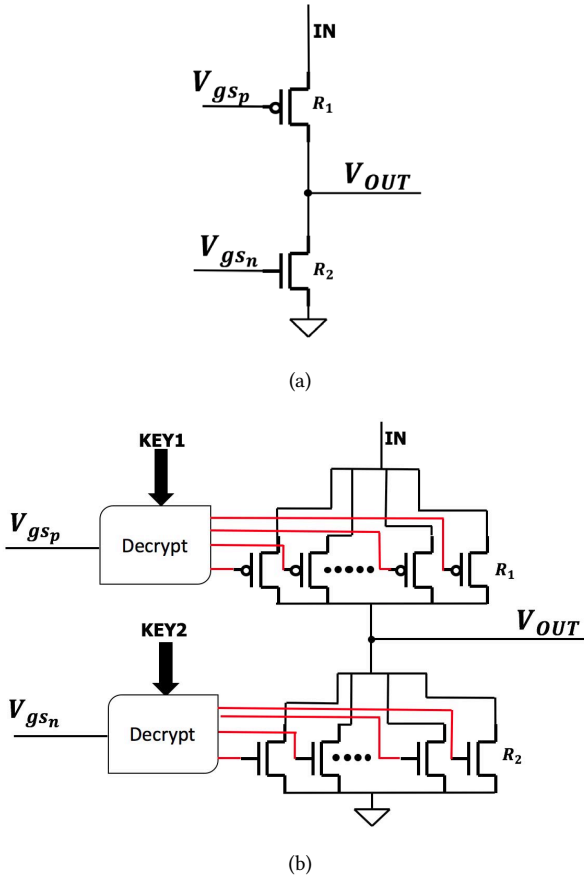 IN
V_{gs_p}
R_1
V_{OUT}
V_{gs_n}
R_2
(a)
IN
KEY1
V_{gs_p}
Decrypt
R_1
V_{OUT}
KEY2
V_{gs_n}
Decrypt
R_2
(b)